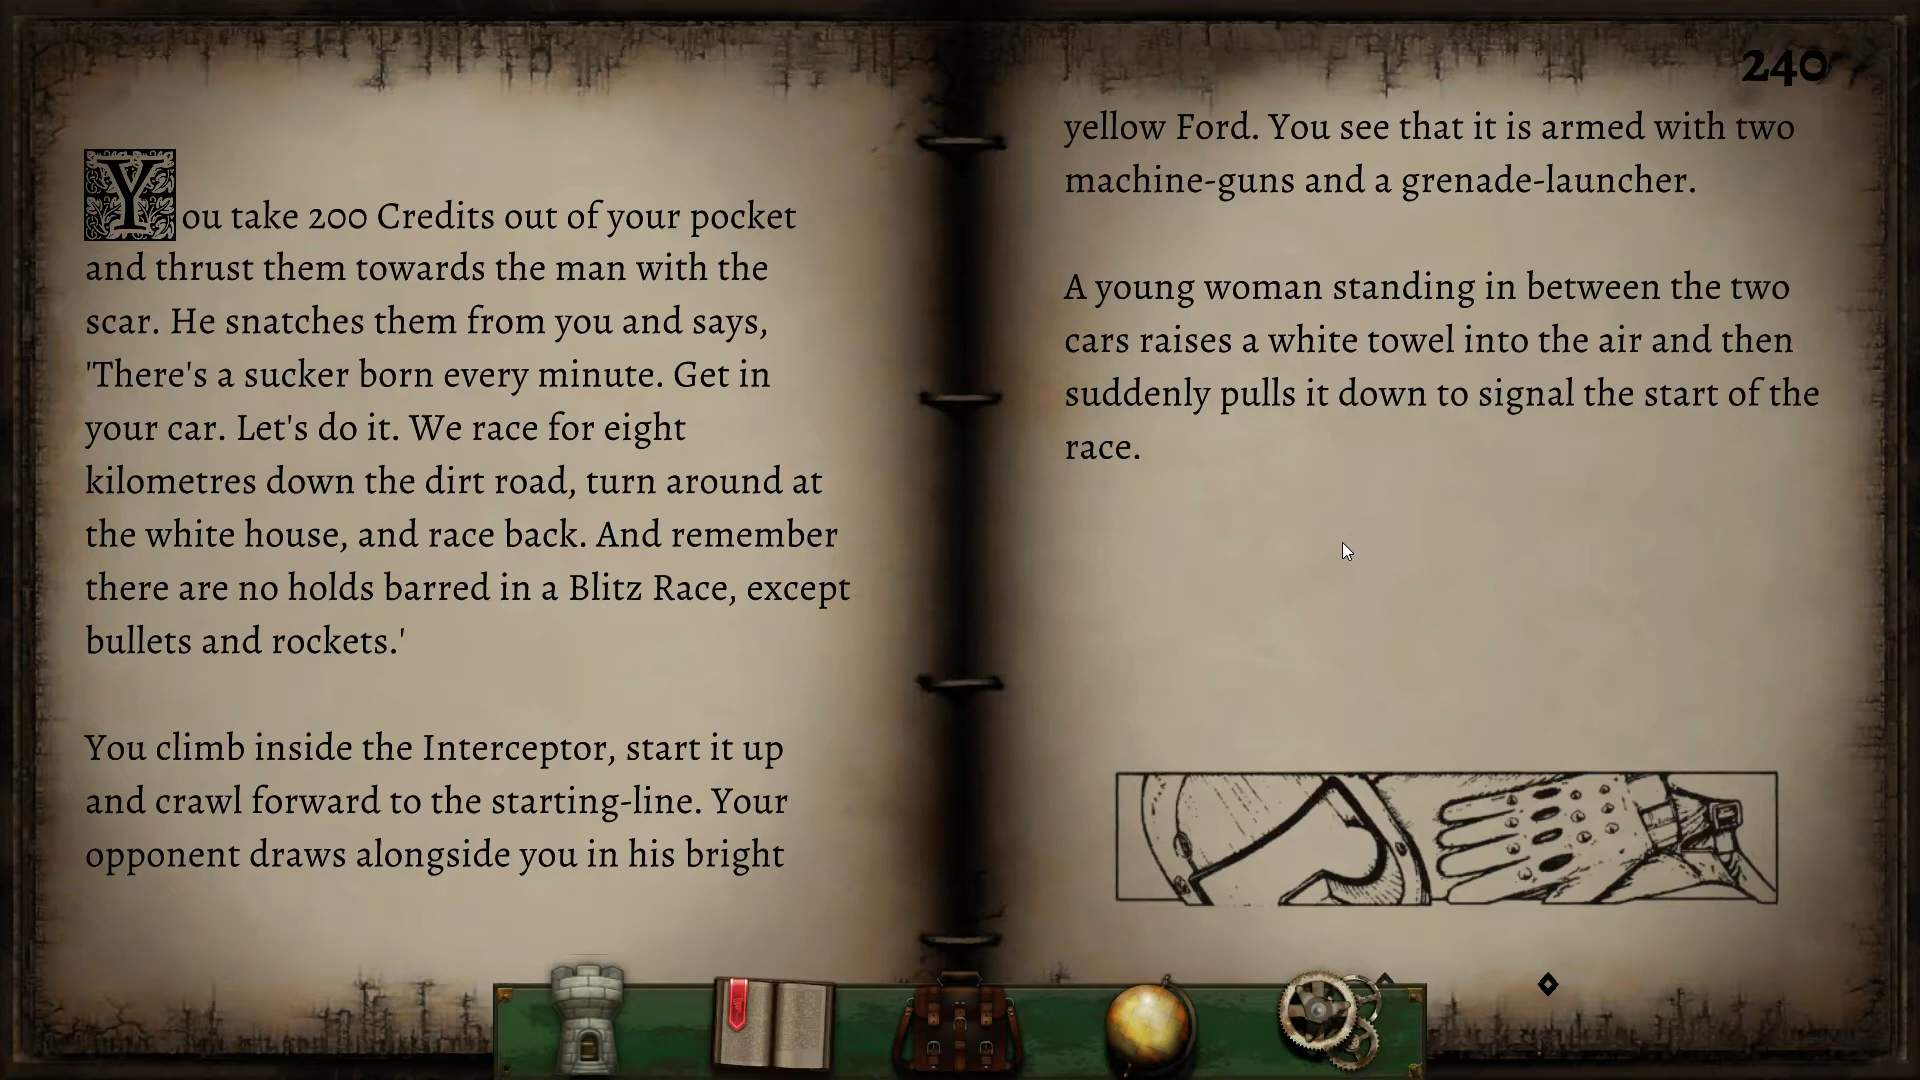 240
You take 200 Credits out of your pocket
and thrust them towards the man with the
scar. He snatches them from you and says,
'There's a sucker born every minute. Get in
your car. Let's do it. We race for eight
kilometres down the dirt road, turn around at
the white house, and race back. And remember
there are no holds barred in a Blitz Race, except
bullets and rockets.'
You climb inside the Interceptor, start it up
and crawl forward to the starting-line. Your
opponent draws alongside you in his bright
yellow Ford. You see that it is armed with two
machine-guns and a grenade-launcher.
A young woman standing in between the two
cars raises a white towel into the air and then
suddenly pulls it down to signal the start of the
race.